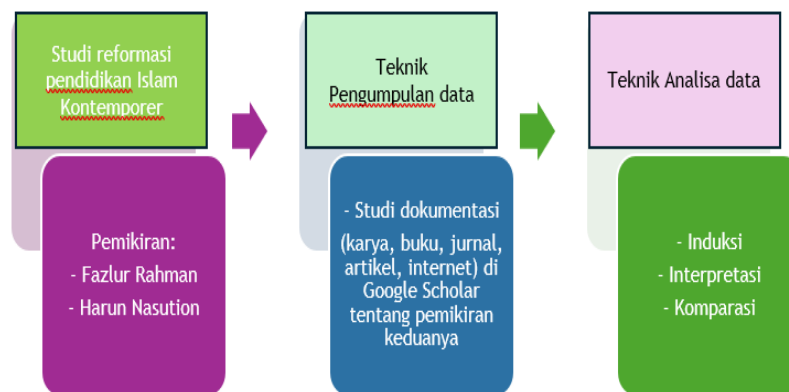 Studi reformasi
pendidikan Islam
Kontemporer
Pemikiran:
- Fazlur Rahman
- Harun Nasution
Teknik
Pengumpulan data
- Studi dokumentasi
(karya, buku, jurnal,
artikel, internet) di
Google Scholar
tentang pemikiran
keduanya
Teknik Analisa data
- Induksi
- Interpretasi
- Komparasi